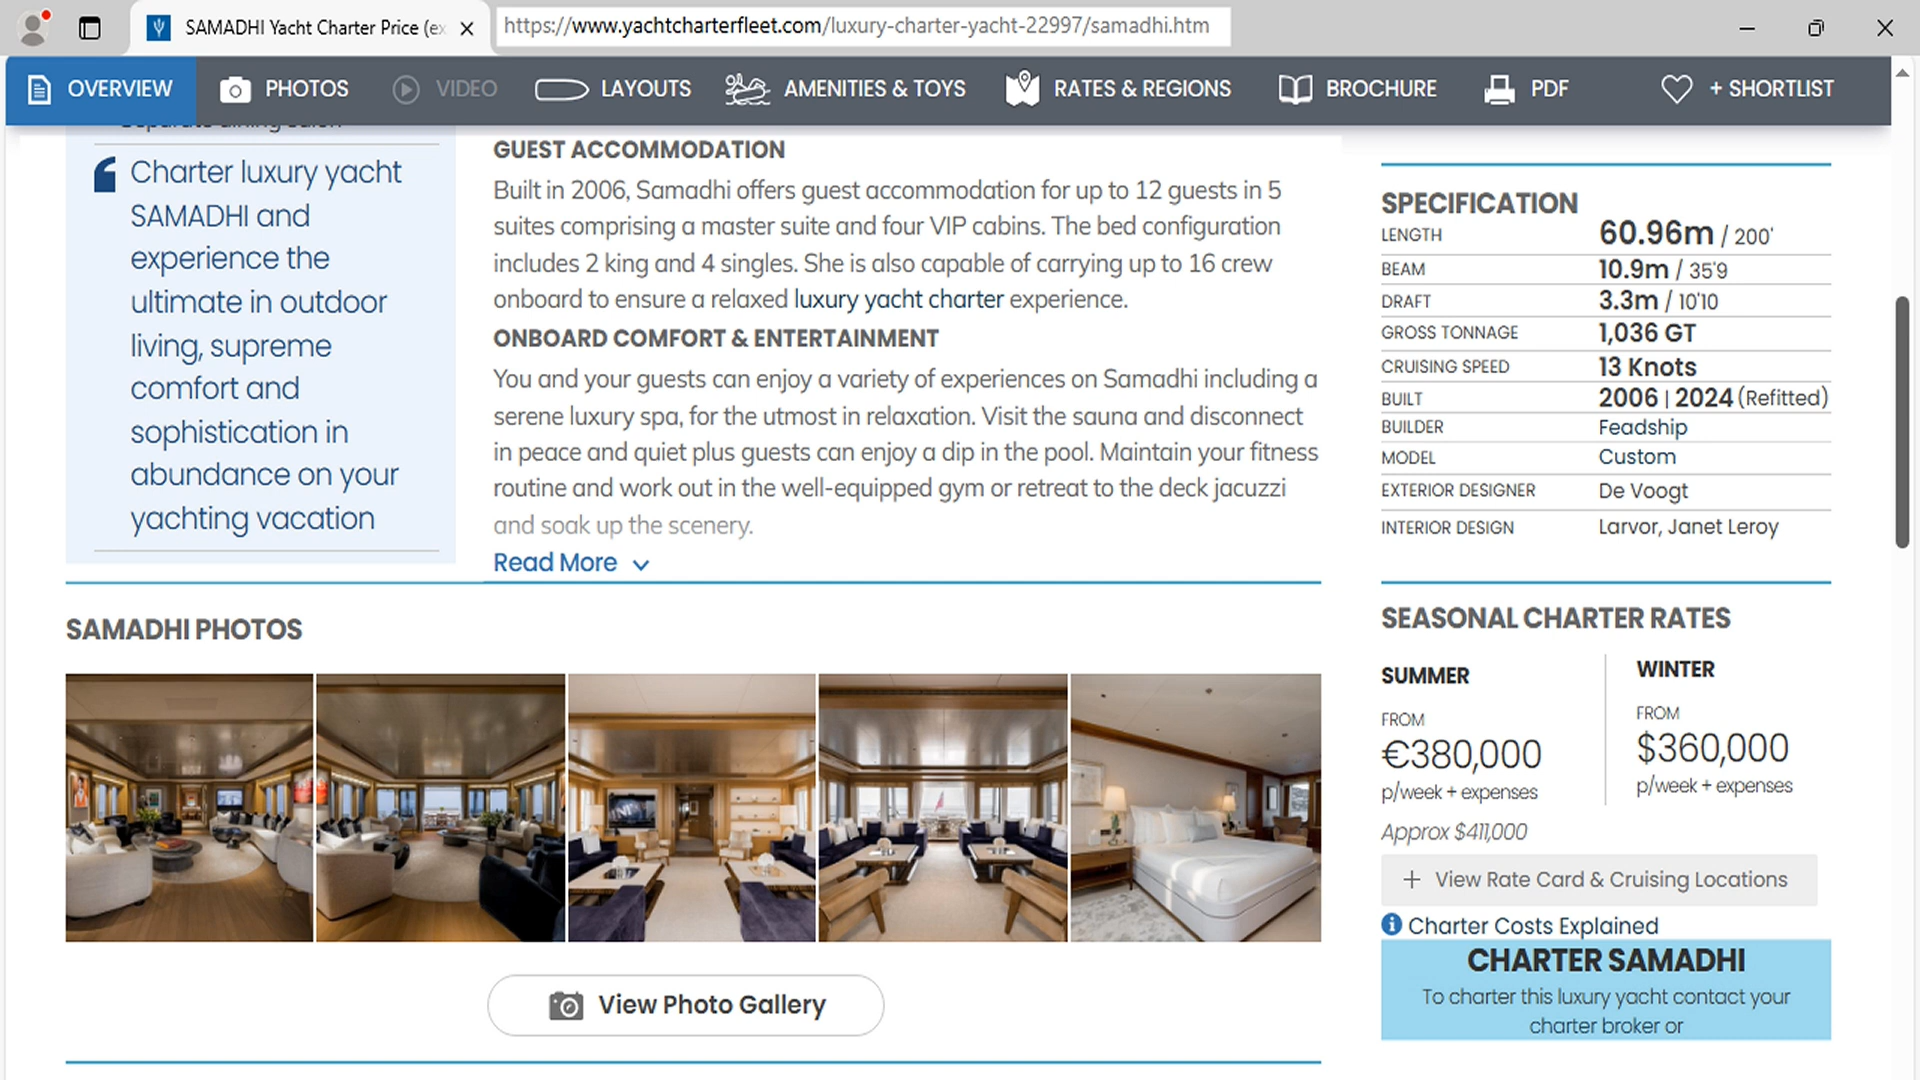 SAMADHI Yacht Charter Price (ex
https://www.yachtcharterfleet.com/luxury-charter-yacht-22997/samadhi.htm
OVERVIEW
PHOTOS
VIDEO
LAYOUTS
AMENITIES & TOYS
RATES & REGIONS
BROCHURE
PDF
+ SHORTLIST
Separate dining salon
Charter luxury yacht
SAMADHI and
experience the
ultimate in outdoor
living, supreme
comfort and
sophistication in
abundance on your
yachting vacation
GUEST ACCOMMODATION
Built in 2006, Samadhi offers guest accommodation for up to 12 guests in 5
suites comprising a master suite and four VIP cabins. The bed configuration
includes 2 king and 4 singles. She is also capable of carrying up to 16 crew
onboard to ensure a relaxed luxury yacht charter experience.
ONBOARD COMFORT & ENTERTAINMENT
You and your guests can enjoy a variety of experiences on Samadhi including a
serene luxury spa, for the utmost in relaxation. Visit the sauna and disconnect
in peace and quiet plus guests can enjoy a dip in the pool. Maintain your fitness
routine and work out in the well-equipped gym or retreat to the deck jacuzzi
and soak up the scenery.
Read More
SAMADHI PHOTOS
View Photo Gallery
SPECIFICATION
LENGTH 60.96m / 200'
BEAM 10.9m / 35'9
DRAFT 3.3m / 10'10
GROSS TONNAGE 1,036 GT
CRUISING SPEED 13 Knots
BUILT 2006 | 2024 (Refitted)
BUILDER Feadship
MODEL Custom
EXTERIOR DESIGNER De Voogt
INTERIOR DESIGN Larvor, Janet Leroy
SEASONAL CHARTER RATES
SUMMER
FROM
€380,000
p/week + expenses
Approx $411,000
WINTER
FROM
$360,000
p/week + expenses
+ View Rate Card & Cruising Locations
Charter Costs Explained
CHARTER SAMADHI
To charter this luxury yacht contact your
charter broker or